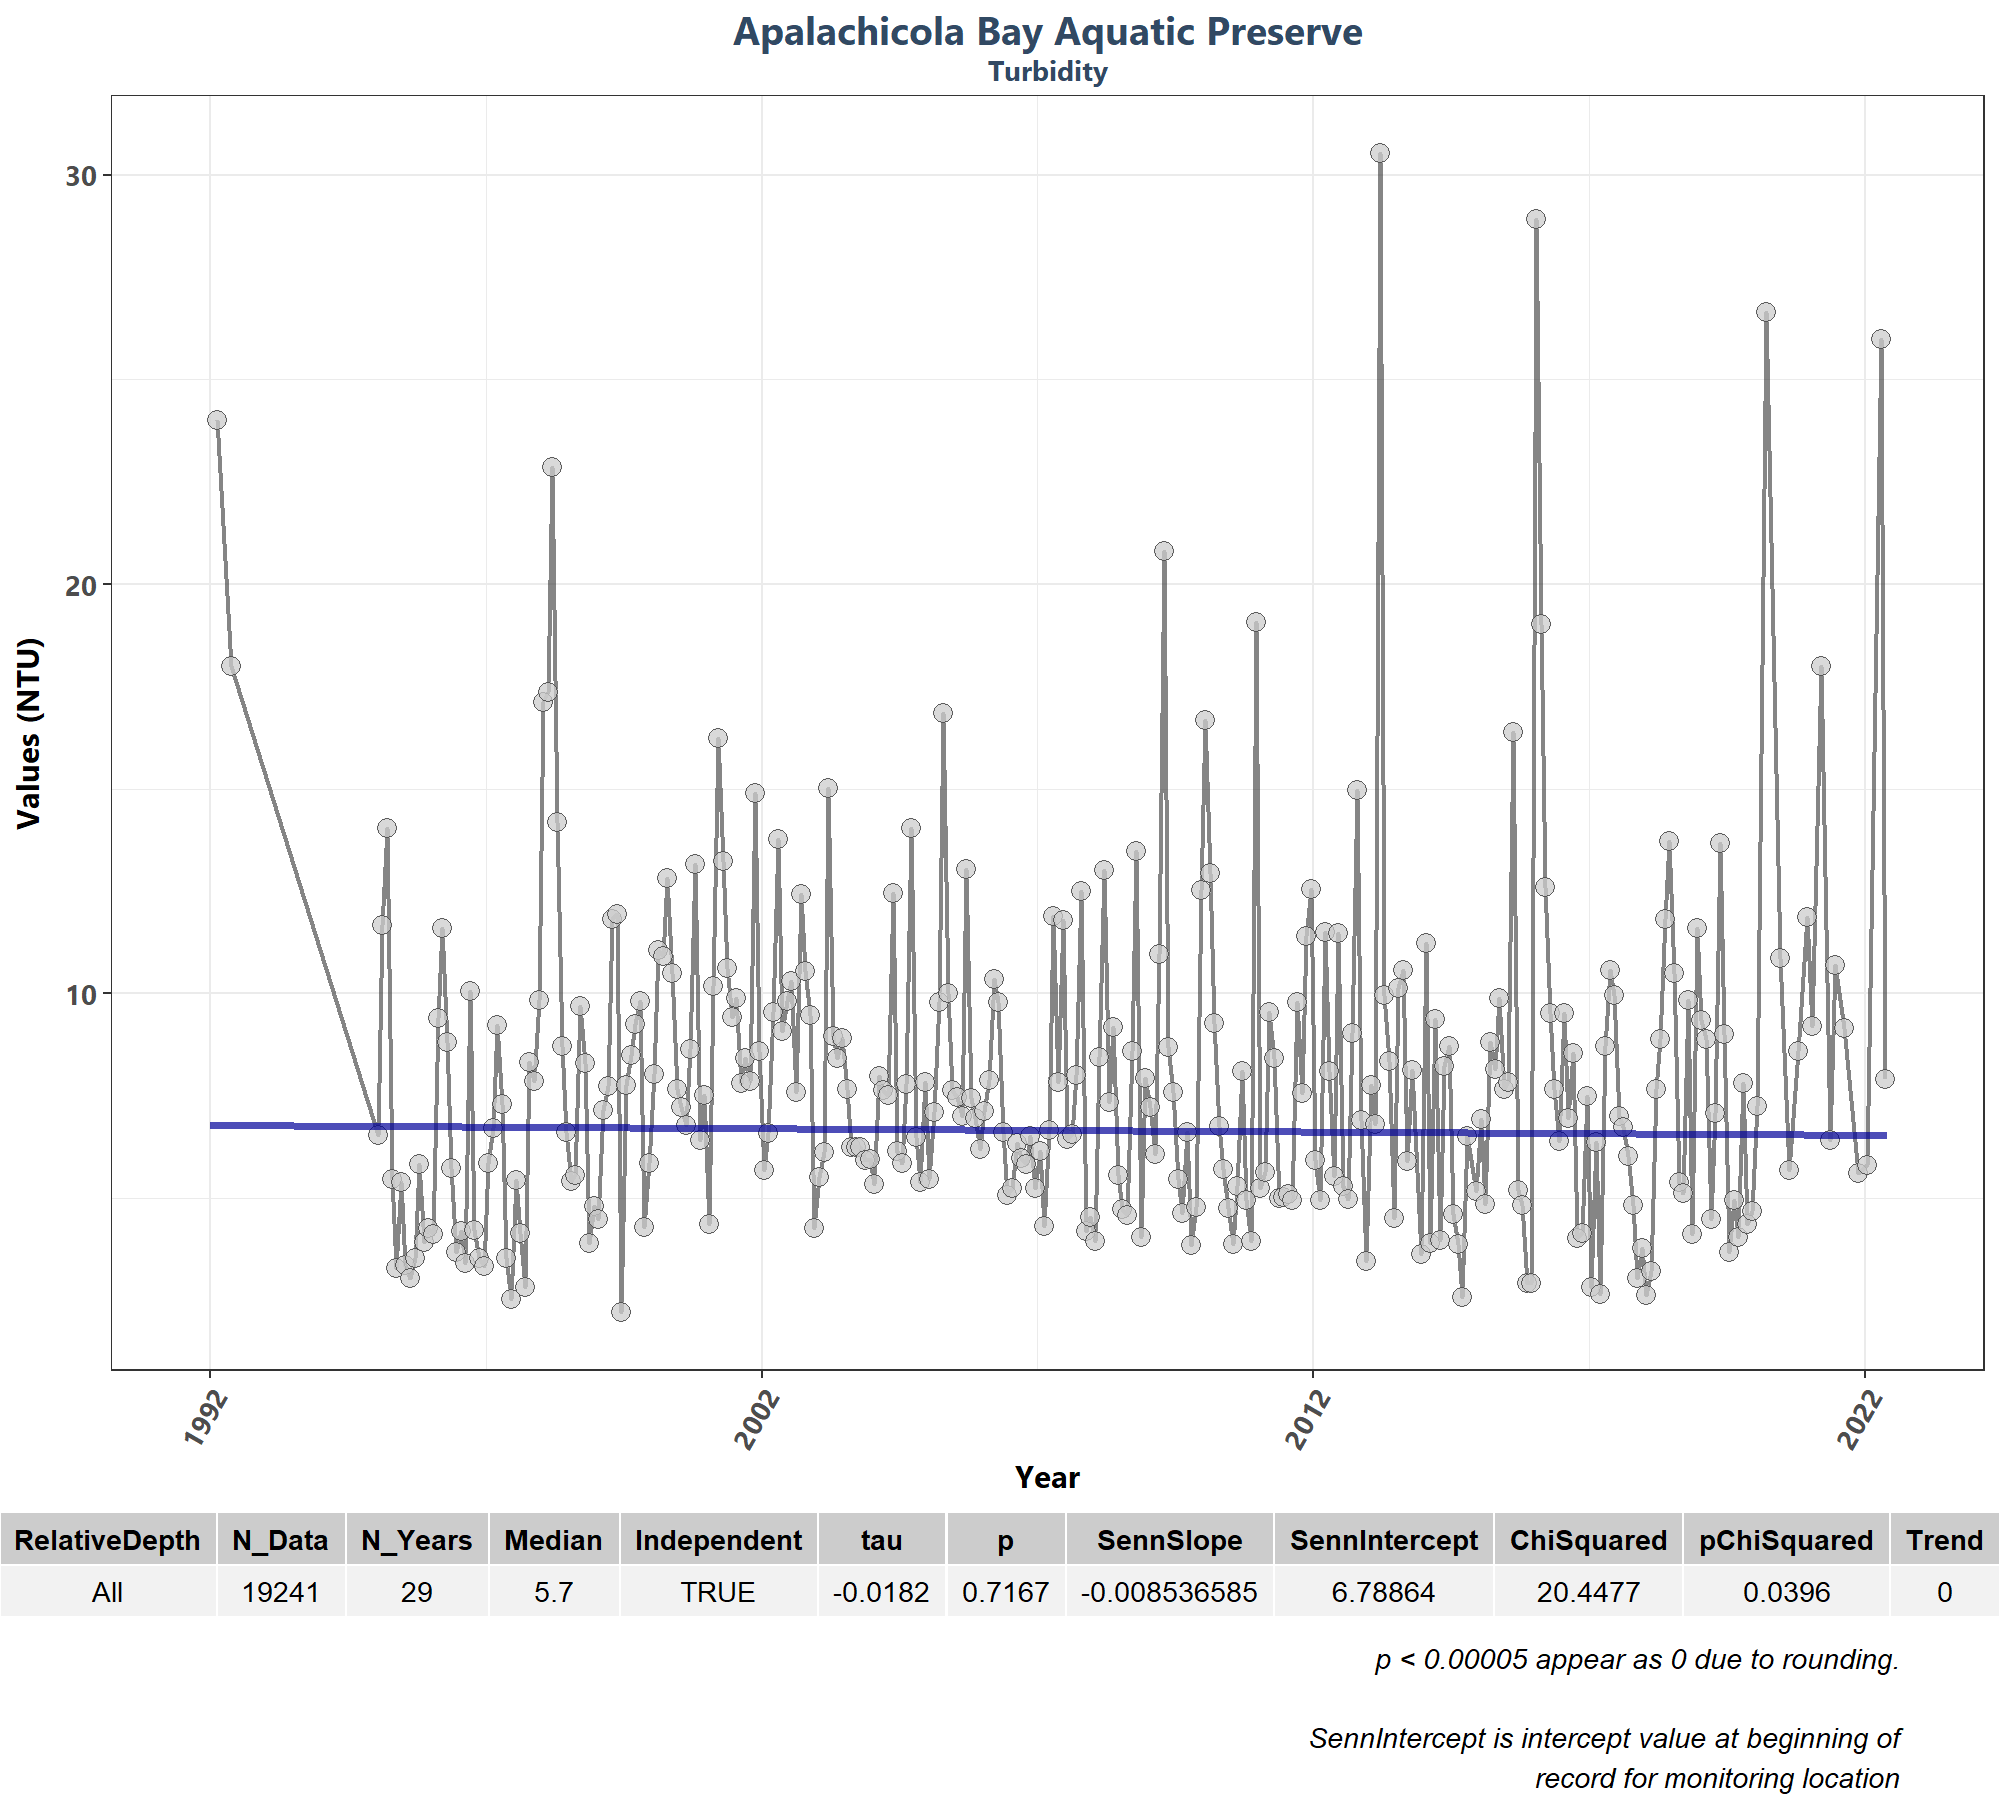 Apalachicola Bay Aquatic Preserve
Turbidity
Values (NTU)
30
20
10
1992 2002 2012 2022
Year
RelativeDepth N_Data N_Years Median Independent tau p SennSlope SennIntercept ChiSquared pChiSquared Trend
All 19241 29 5.7 TRUE -0.0182 0.7167 -0.008536585 6.78864 20.4477 0.0396 0
p < 0.00005 appear as 0 due to rounding.
SennIntercept is intercept value at beginning of
record for monitoring location